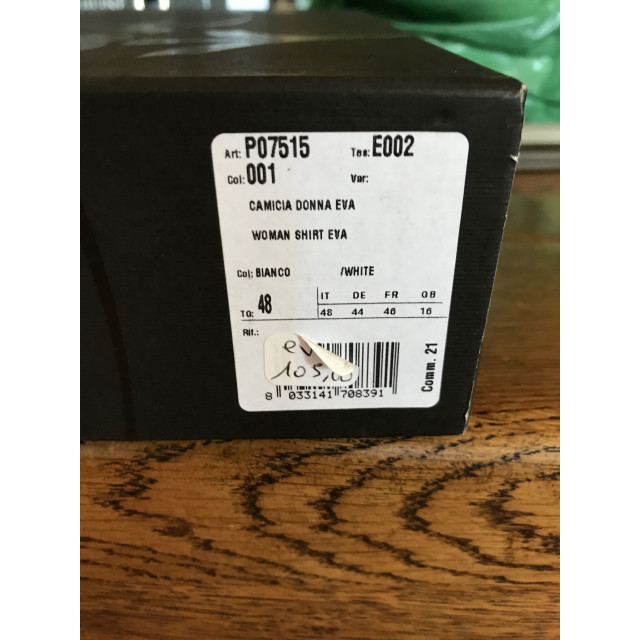 Art: P07515 Tes: E002
Col: 001 Var:
CAMICIA DONNA EVA
WOMAN SHIRT EVA
Col: BIANCO /WHITE
TG: 48 IT DE FR GB
48 44 46 16
Rif.:
105,00
8 033141 708391
Comm. 21